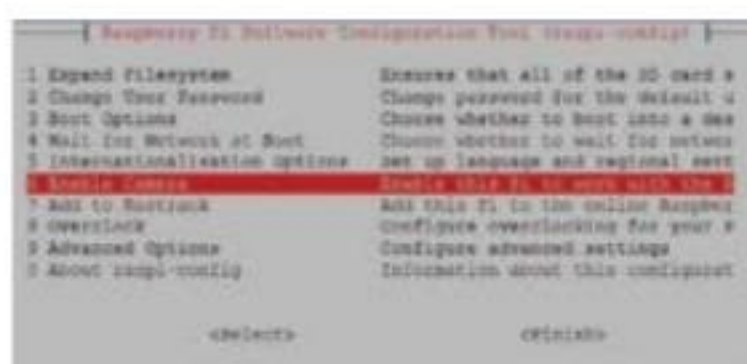 Raspberry Pi Software Configuration Tool (raspi-config)
1 Expand Filesystem Ensures that all of the SD card s
2 Change User Password Change password for the default u
3 Boot Options Choose whether to boot into a des
4 Wait for Network at Boot Choose whether to wait for networ
5 Internationalisation Options Set up language and regional sett
6 Enable Camera Enable this Pi to work with the R
7 Add to Rastrack Add this Pi to the online Raspber
8 Overclock Configure overclocking for your P
9 Advanced Options Configure advanced settings
0 About raspi-config Information about this configurat
<Select> <Finish>